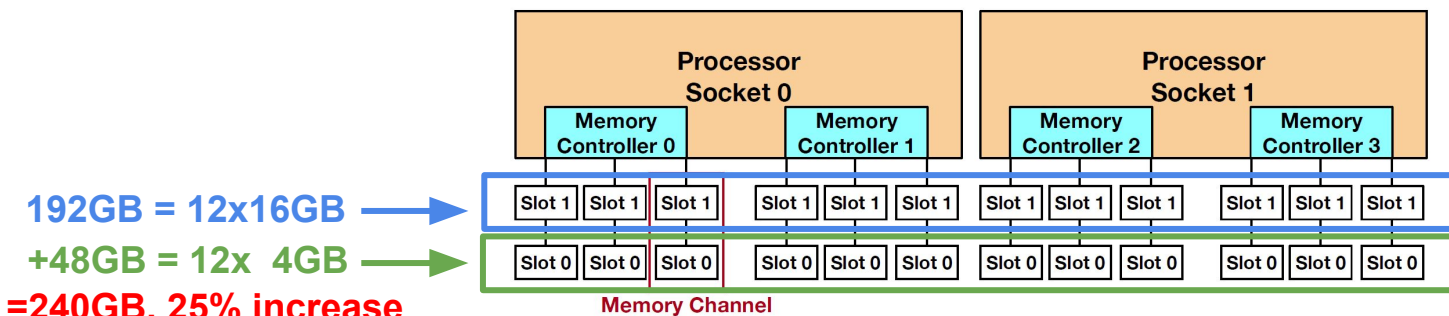 Processor
Socket 0
Processor
Socket 1
Memory
Controller 0
Memory
Controller 1
Memory
Controller 2
Memory
Controller 3
192GB = 12x16GB
Slot 1 Slot 1 Slot 1 Slot 1 Slot 1 Slot 1 Slot 1 Slot 1 Slot 1 Slot 1 Slot 1 Slot 1
+48GB = 12x 4GB
Slot 0 Slot 0 Slot 0 Slot 0 Slot 0 Slot 0 Slot 0 Slot 0 Slot 0 Slot 0 Slot 0 Slot 0
=240GB, 25% increase
Memory Channel